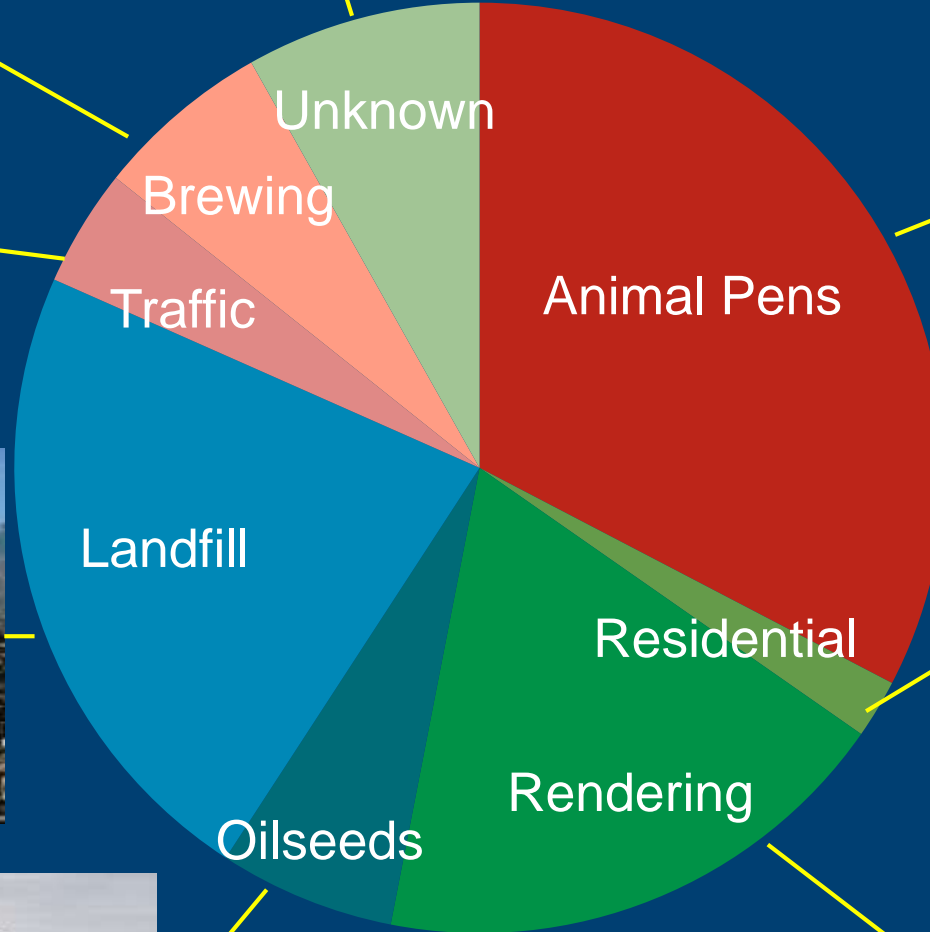 Unknown
Brewing
Traffic
Animal Pens
Landfill
Residential
Rendering
Oilseeds